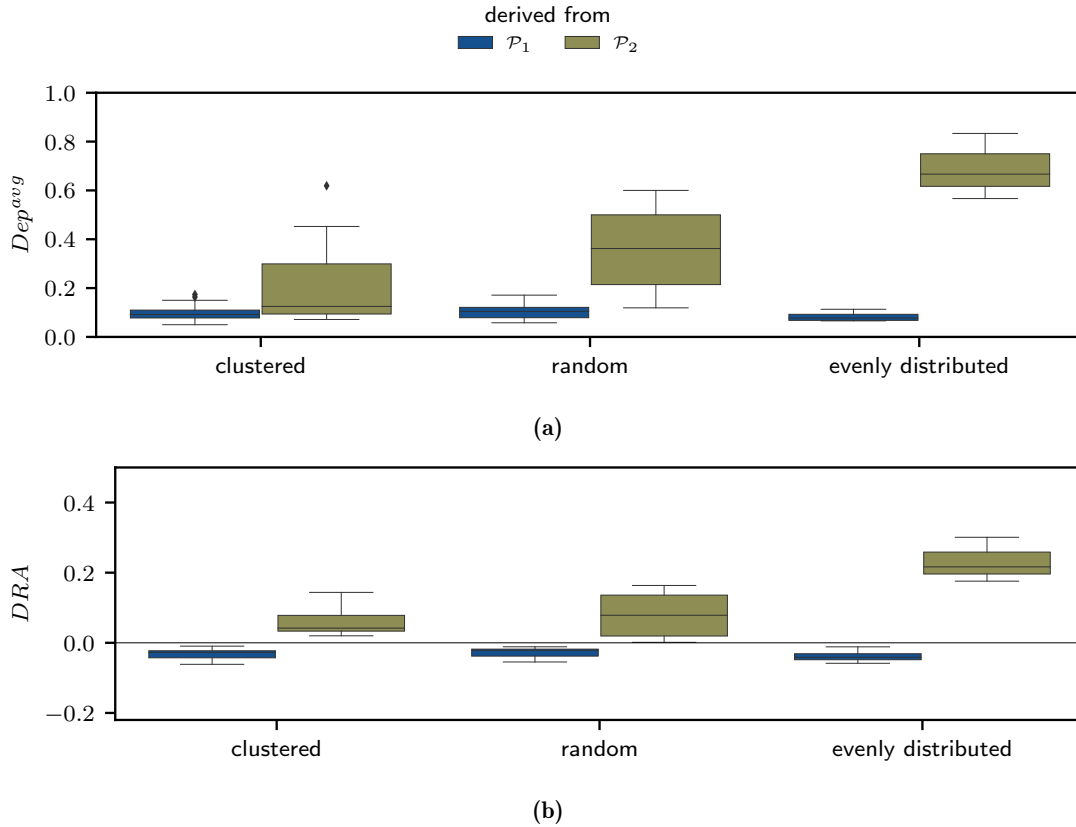 derived from
𝒫₁ 𝒫₂
1.0
0.8
0.6
0.4
0.2
0.0
Dep^{avg}
clustered random evenly distributed
(a)
0.4
0.2
0.0
−0.2
DRA
clustered random evenly distributed
(b)